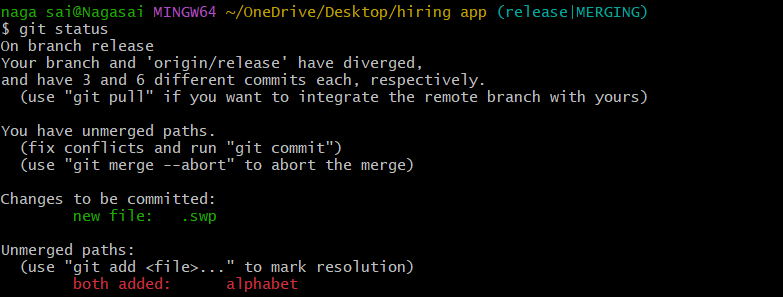 naga sai@Nagasai MINGW64 ~/OneDrive/Desktop/hiring app (release|MERGING)
$ git status
On branch release
Your branch and 'origin/release' have diverged,
and have 3 and 6 different commits each, respectively.
  (use "git pull" if you want to integrate the remote branch with yours)

You have unmerged paths.
  (fix conflicts and run "git commit")
  (use "git merge --abort" to abort the merge)

Changes to be committed:
        new file:   .swp

Unmerged paths:
  (use "git add <file>..." to mark resolution)
        both added:      alphabet